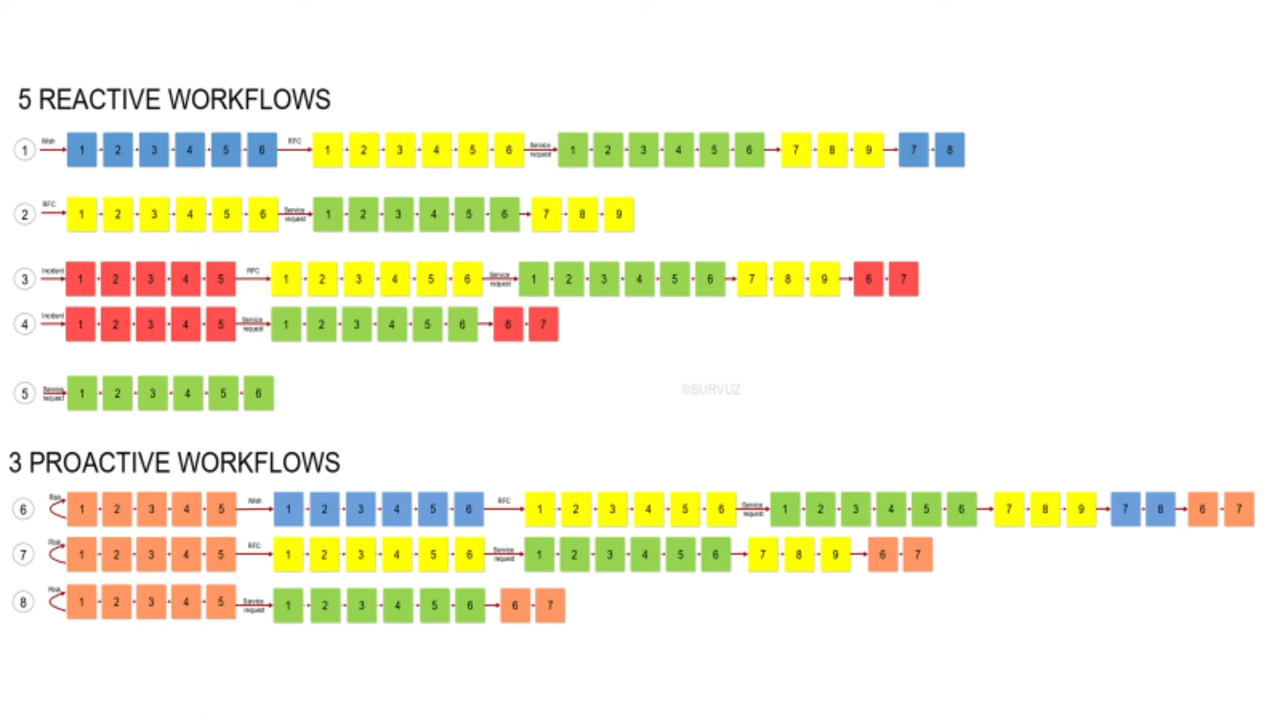 5 REACTIVE WORKFLOWS
1 Wish 1 2 3 4 5 6 RFC 1 2 3 4 5 6 Service request 1 2 3 4 5 6 7 8 9 7 8
2 RFC 1 2 3 4 5 6 Service request 1 2 3 4 5 6 7 8 9
3 Incident 1 2 3 4 5 RFC 1 2 3 4 5 6 Service request 1 2 3 4 5 6 7 8 9 6 7
4 Incident 1 2 3 4 5 Service request 1 2 3 4 5 6 6 7
5 Service request 1 2 3 4 5 6
©SURVUZ
3 PROACTIVE WORKFLOWS
6 Risk 1 2 3 4 5 Wish 1 2 3 4 5 6 RFC 1 2 3 4 5 6 Service request 1 2 3 4 5 6 7 8 9 7 8 6 7
7 Risk 1 2 3 4 5 RFC 1 2 3 4 5 6 Service request 1 2 3 4 5 6 7 8 9 6 7
8 Risk 1 2 3 4 5 Service request 1 2 3 4 5 6 6 7